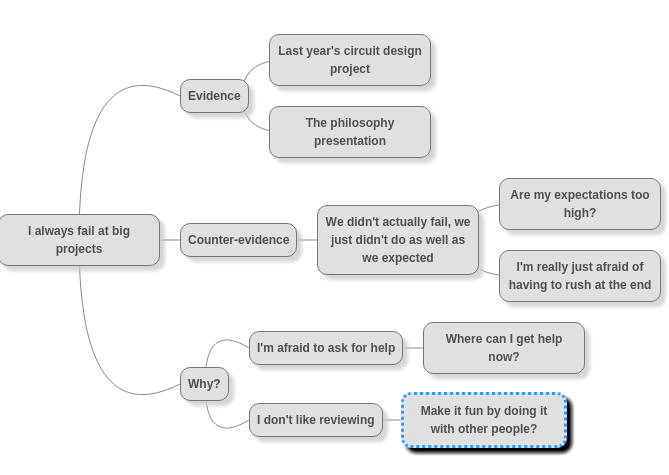 I always fail at big
projects
Evidence
Last year's circuit design
project
The philosophy
presentation
Counter-evidence
We didn't actually fail, we
just didn't do as well as
we expected
Are my expectations too
high?
I'm really just afraid of
having to rush at the end
Why?
I'm afraid to ask for help
Where can I get help
now?
I don't like reviewing
Make it fun by doing it
with other people?